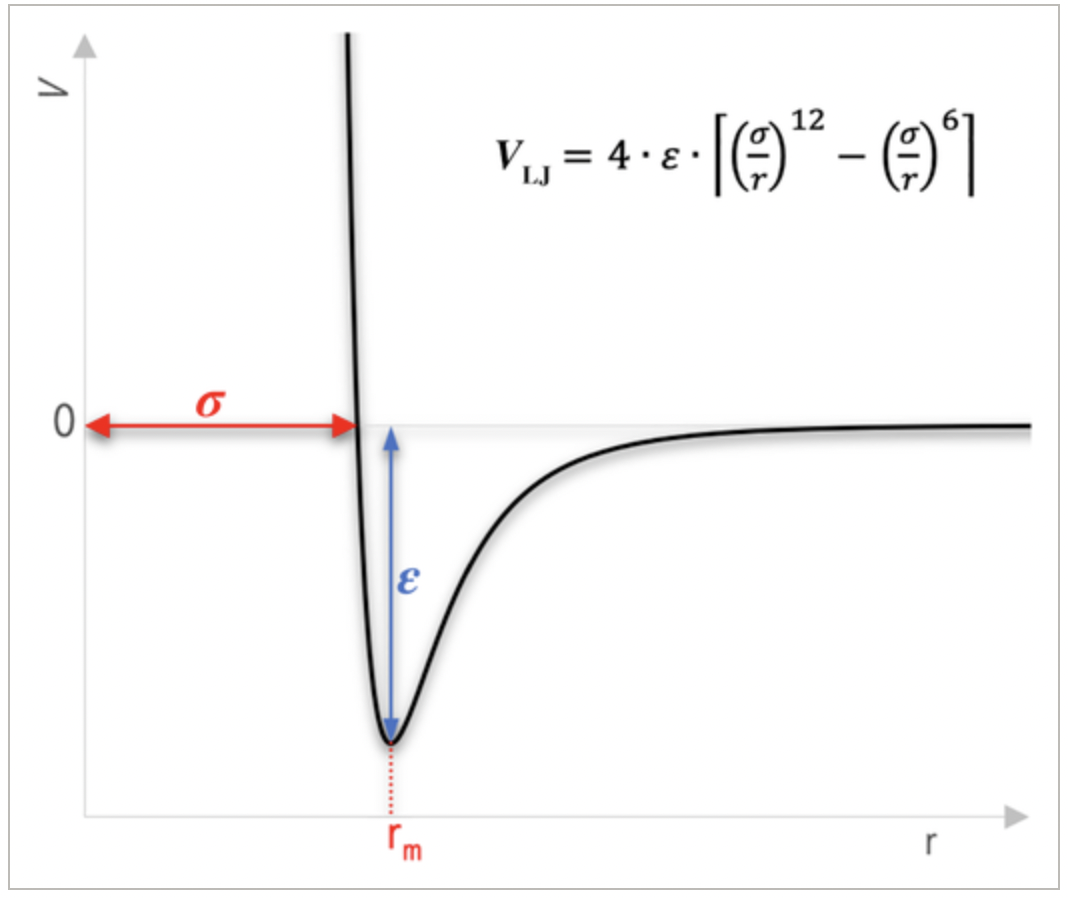 V
V_LJ = 4 · ε · ⌈(σ/r)^12 − (σ/r)^6⌉
σ
0
ε
r_m
r